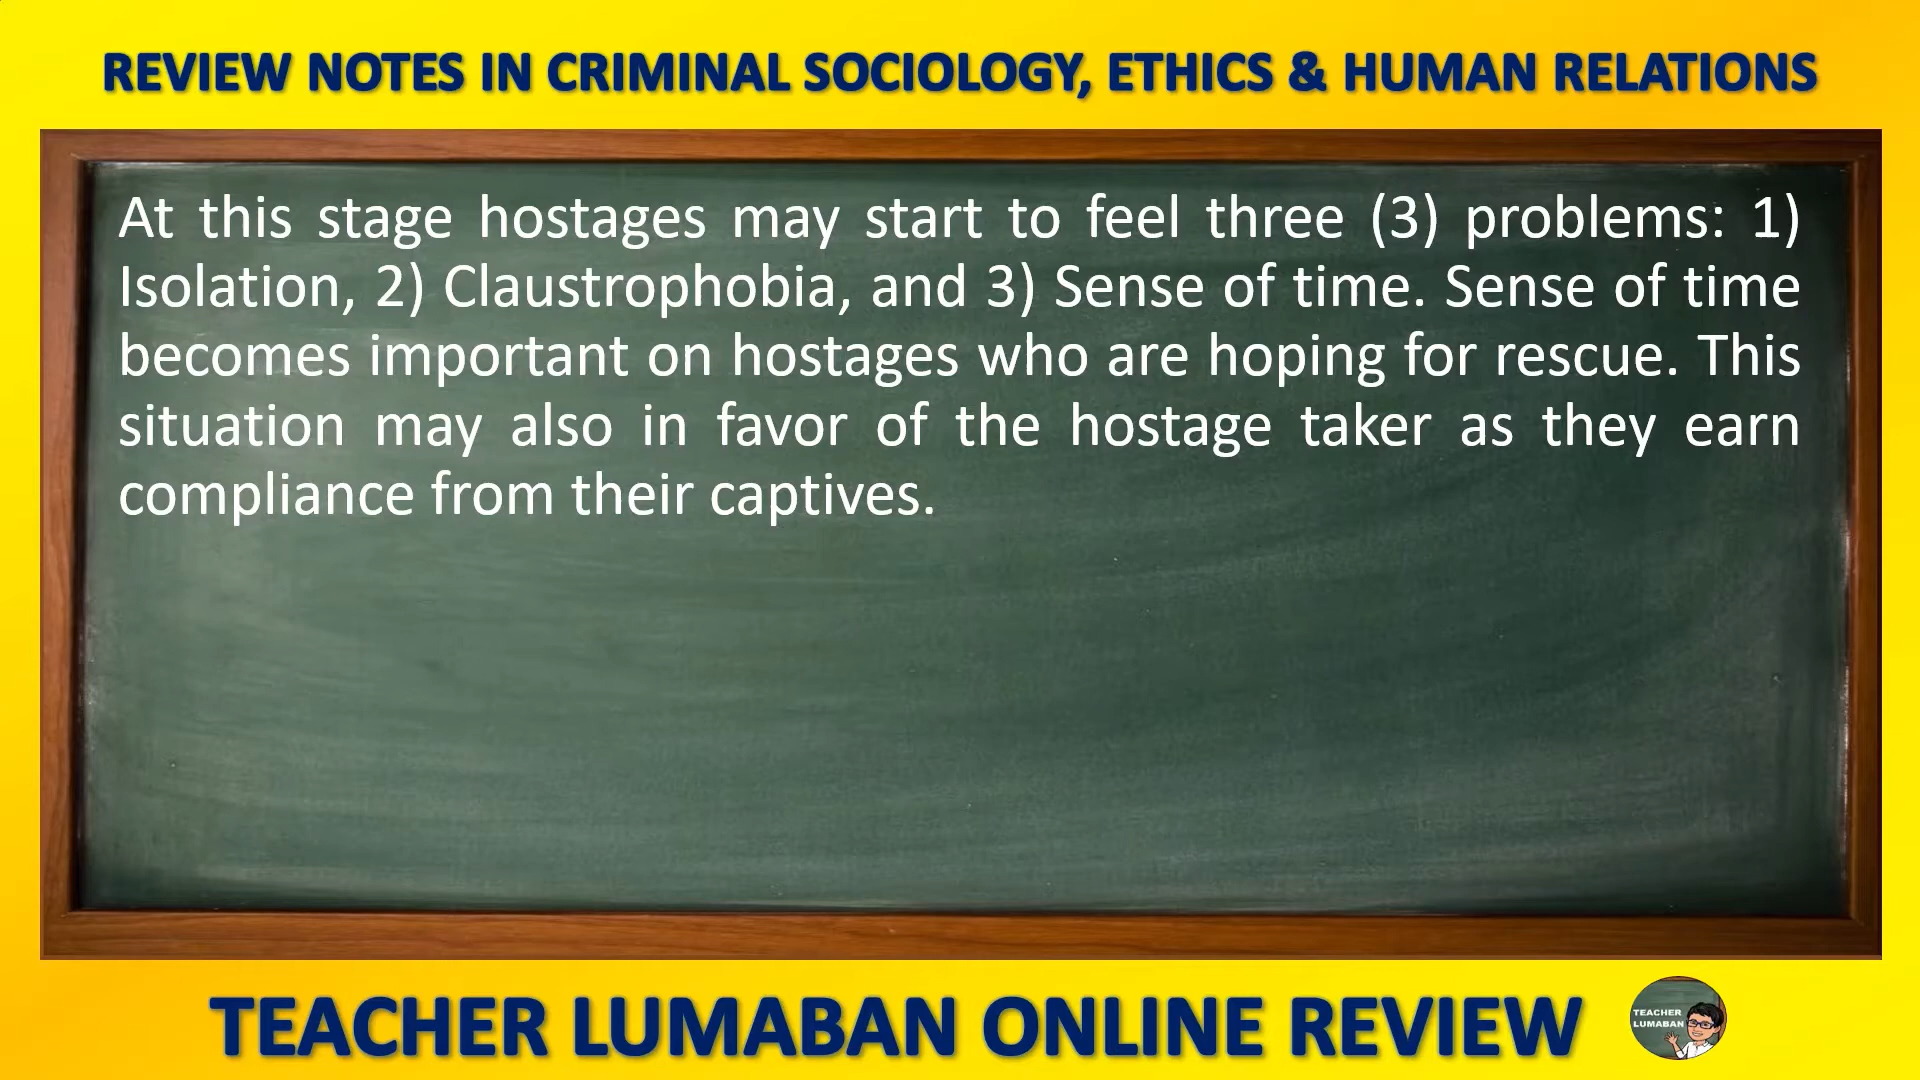 REVIEW NOTES IN CRIMINAL SOCIOLOGY, ETHICS & HUMAN RELATIONS
At this stage hostages may start to feel three (3) problems: 1)
Isolation, 2) Claustrophobia, and 3) Sense of time. Sense of time
becomes important on hostages who are hoping for rescue. This
situation may also in favor of the hostage taker as they earn
compliance from their captives.
TEACHER LUMABAN ONLINE REVIEW
TEACHER
LUMABAN